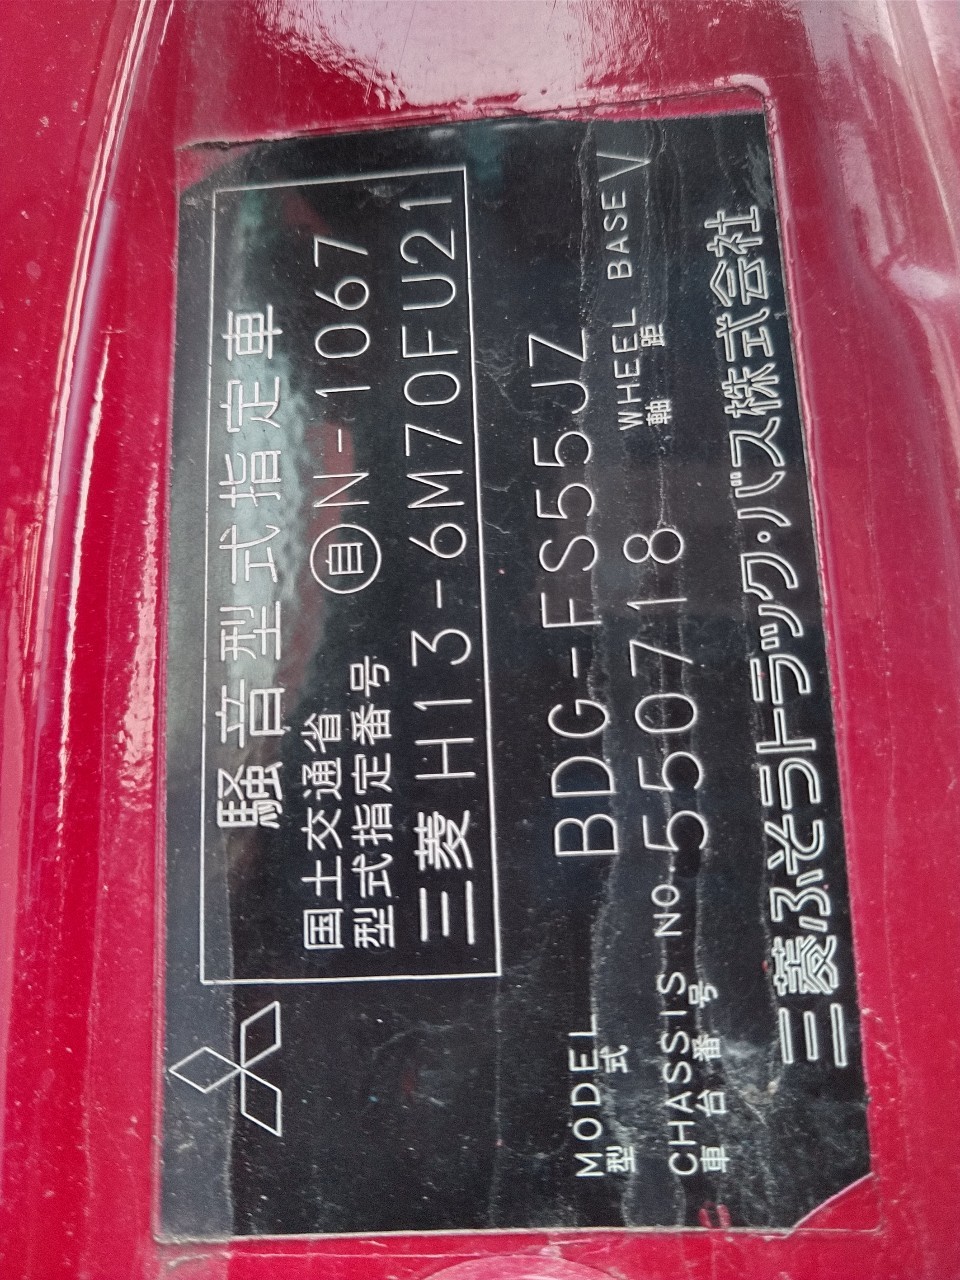 騒音型式指定車
国土交通省
型式指定番号 ㊂自N-1067
三菱 H13-6M70FU21
MODEL BDG-FS55JZ
型式
CHASSIS NO. 550718 WHEEL BASE V
車台番号 軸距
三菱ふそうトラック・バス株式会社